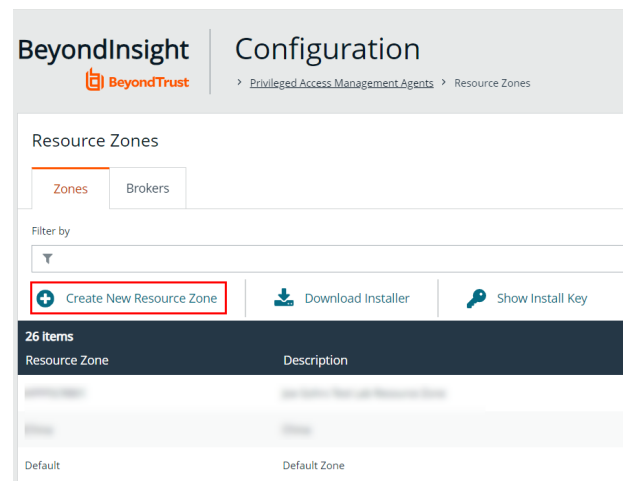 BeyondInsight
BeyondTrust
Configuration
> Privileged Access Management Agents > Resource Zones
Resource Zones
Zones Brokers
Filter by
Create New Resource Zone Download Installer Show Install Key
26 items
Resource Zone Description
Default Default Zone